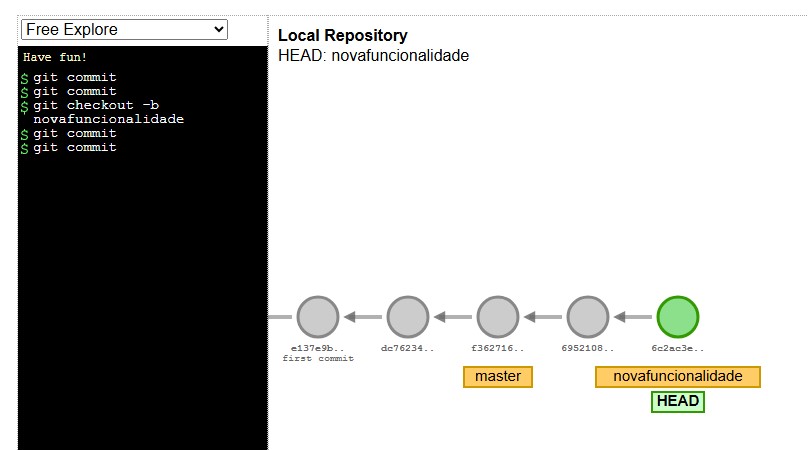 Free Explore
Have fun!
$ git commit
$ git commit
$ git checkout -b
novafuncionalidade
$ git commit
$ git commit
Local Repository
HEAD: novafuncionalidade
e137e9b.. dc76234.. f362716.. 6952108.. 6c2ac3e..
first commit
master novafuncionalidade
HEAD